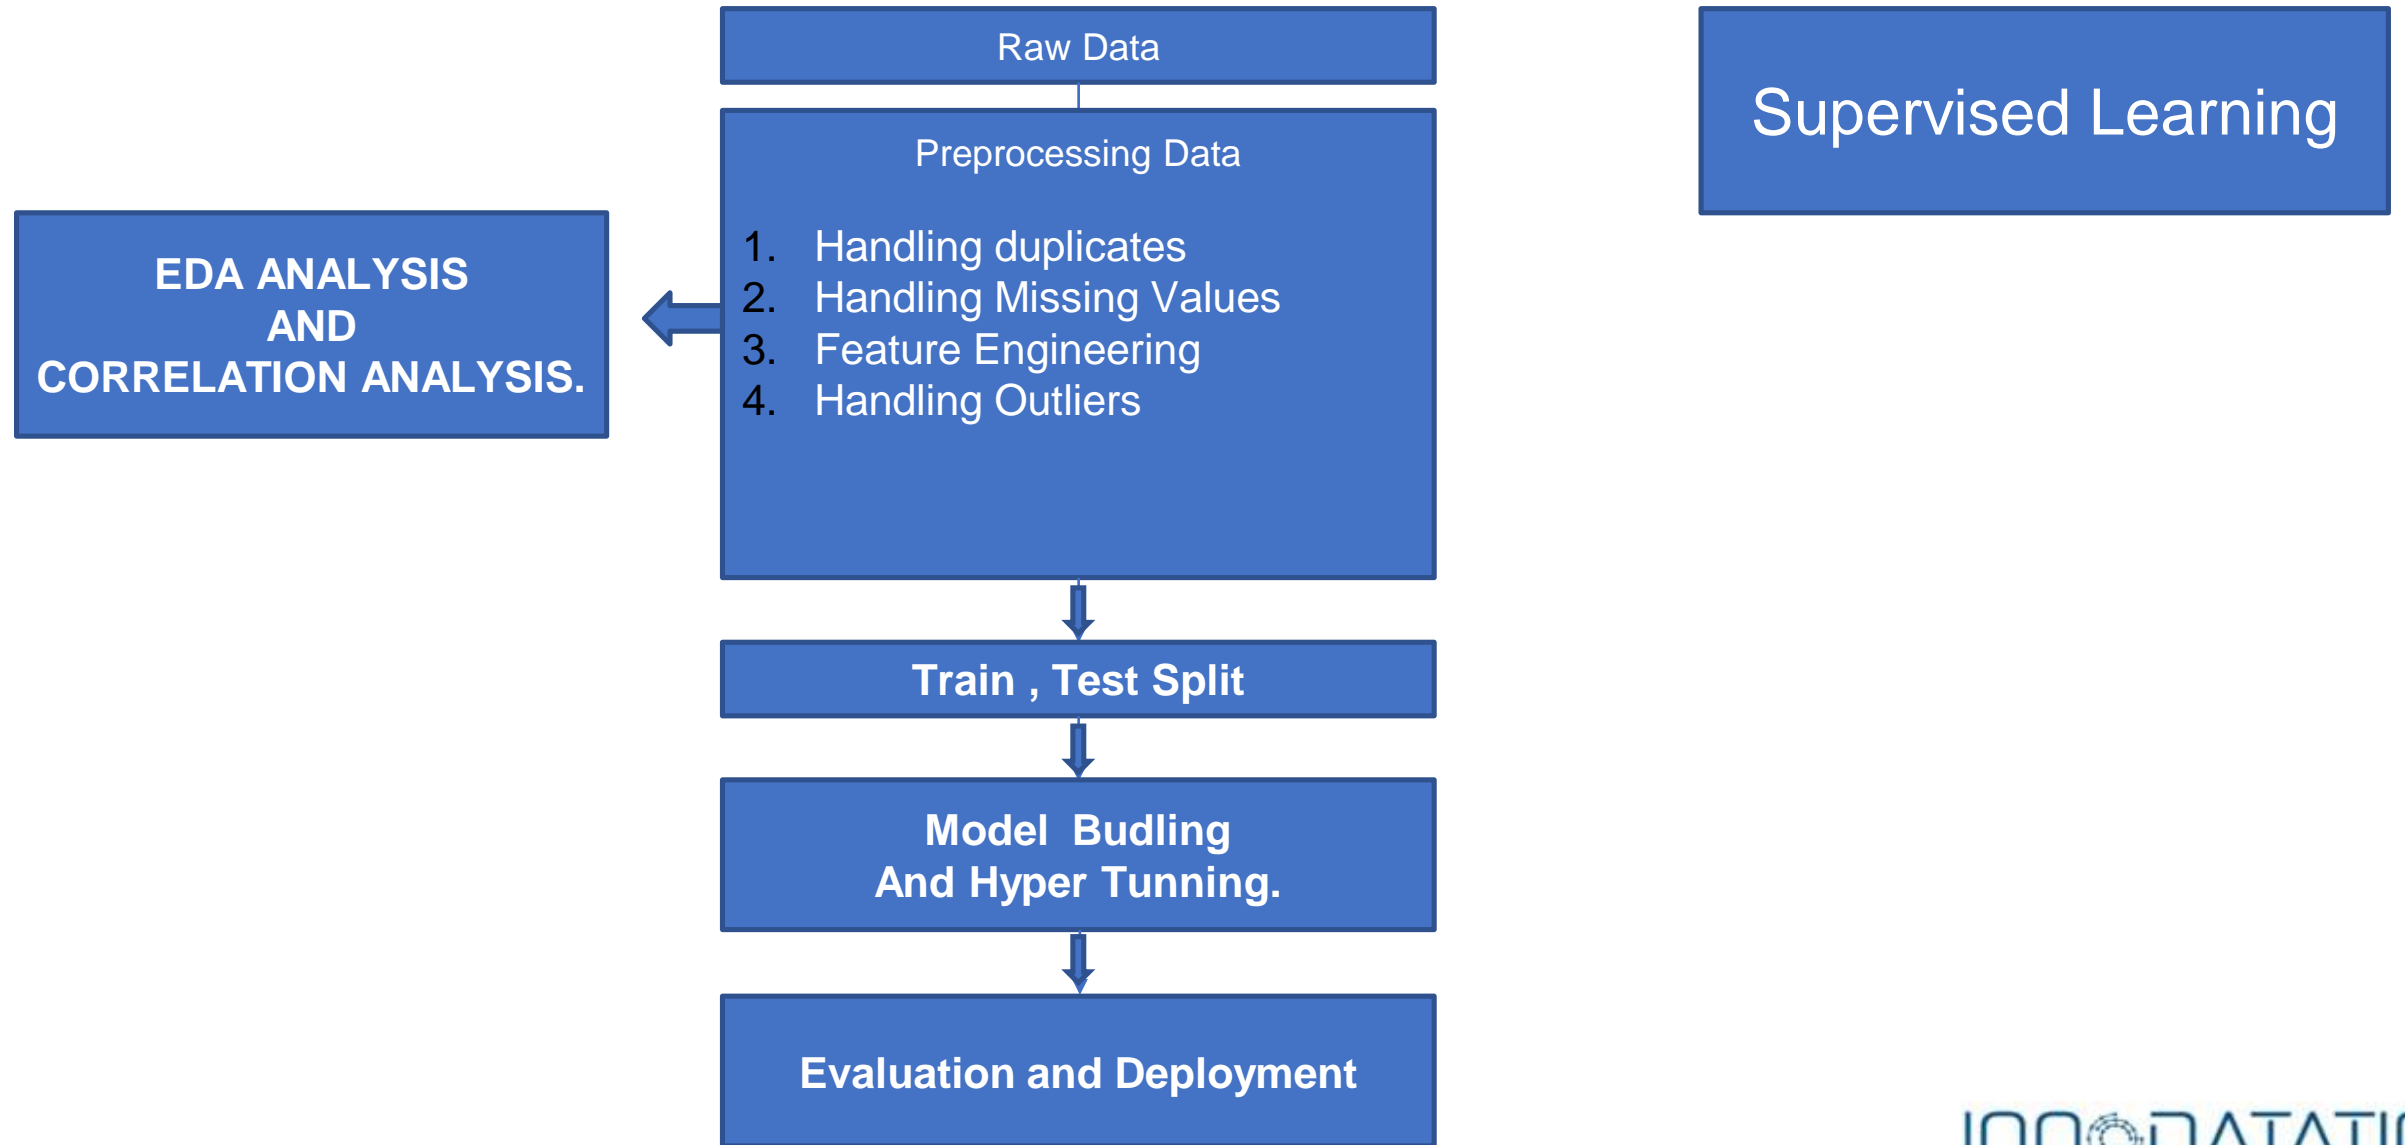 Raw Data
Supervised Learning
Preprocessing Data
1. Handling duplicates
2. Handling Missing Values
3. Feature Engineering
4. Handling Outliers
EDA ANALYSIS
AND
CORRELATION ANALYSIS.
Train , Test Split
Model Budling
And Hyper Tunning.
Evaluation and Deployment